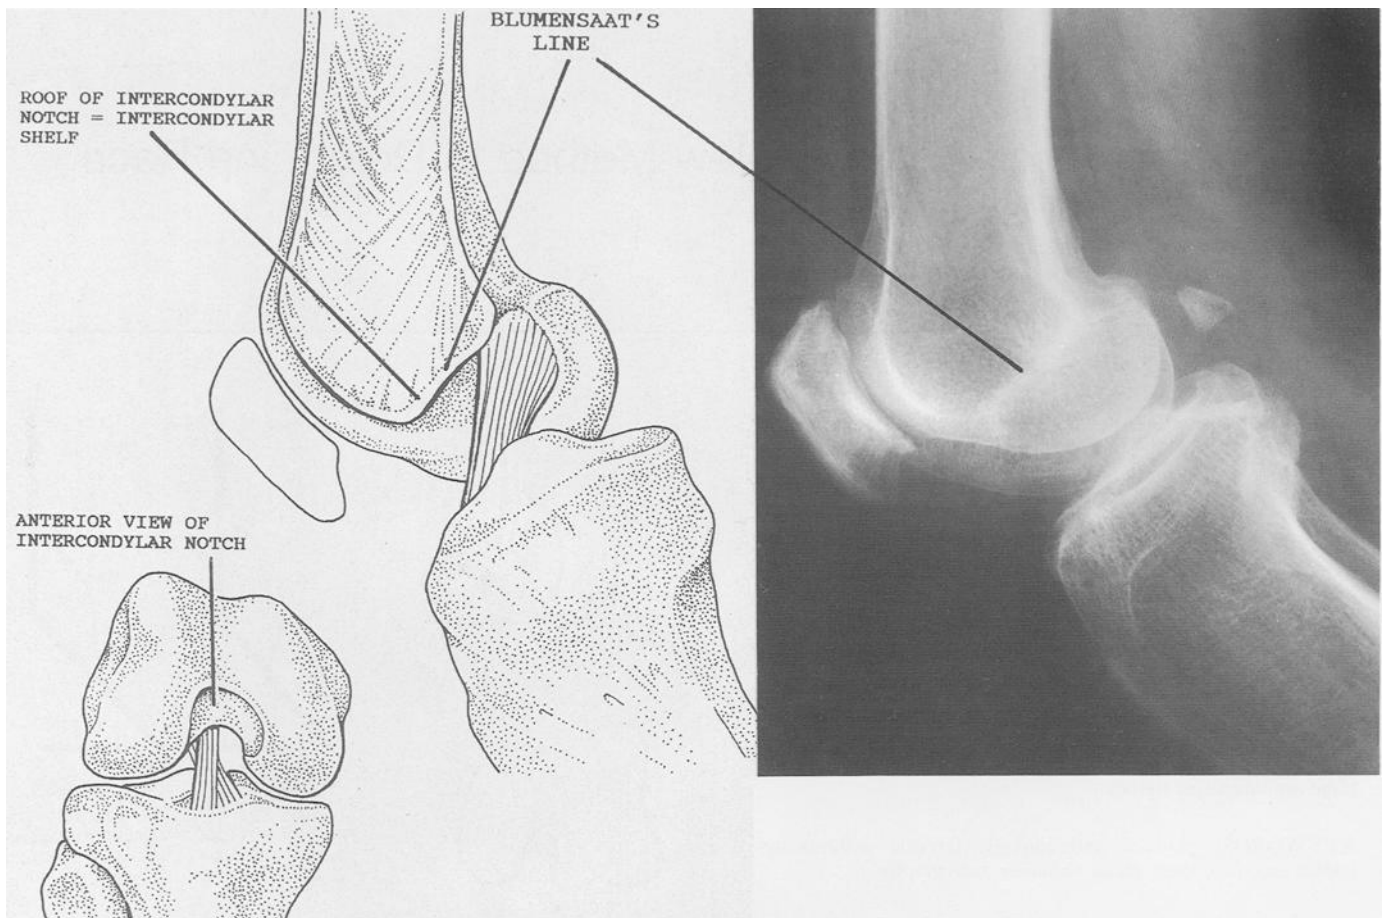 BLUMENSAAT'S
LINE
ROOF OF INTERCONDYLAR
NOTCH = INTERCONDYLAR
SHELF
ANTERIOR VIEW OF
INTERCONDYLAR NOTCH